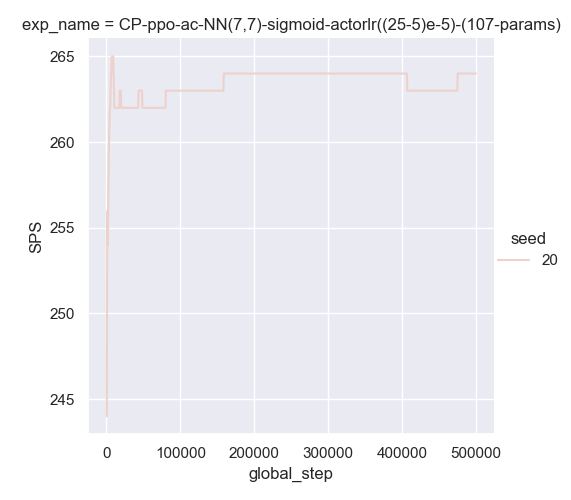 exp_name = CP-ppo-ac-NN(7,7)-sigmoid-actorlr((25-5)e-5)-(107-params)
265
260
255
250
245
SPS
seed
20
0 100000 200000 300000 400000 500000
global_step